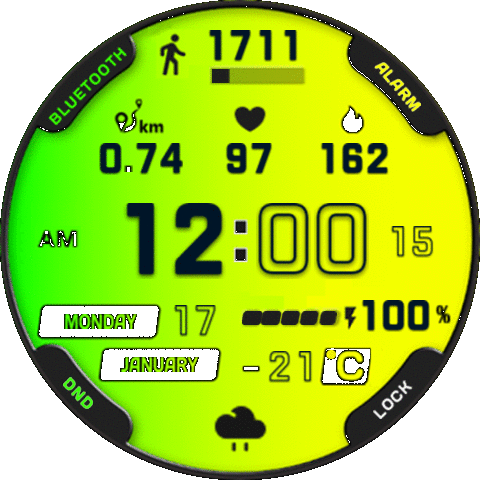 1711
BLUETOOTH
ALARM
km
0.74 97 162
AM 12:00 15
MONDAY 17 100%
JANUARY -21°C
DND
LOCK